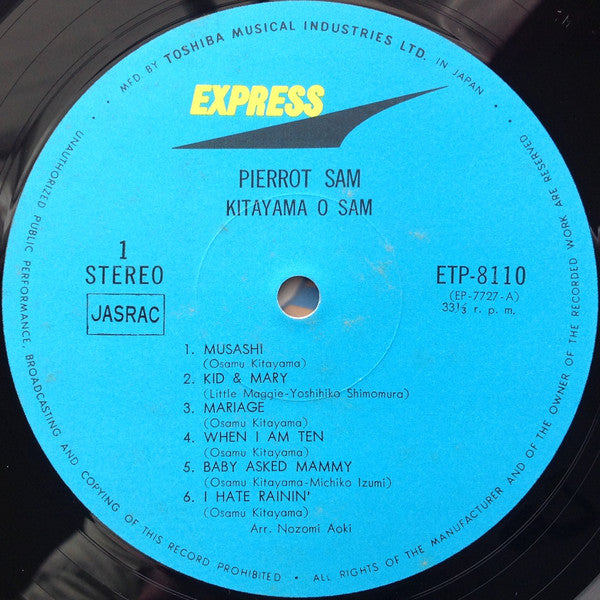 MFD. BY TOSHIBA MUSICAL INDUSTRIES LTD. IN JAPAN
EXPRESS
PIERROT SAM
KITAYAMA O SAM
1
STEREO
JASRAC
ETP-8110
(EP-7727-A)
33⅓ r. p. m.
1. MUSASHI
(Osamu Kitayama)
2. KID & MARY
(Little Maggie-Yoshihiko Shimomura)
3. MARIAGE
(Osamu Kitayama)
4. WHEN I AM TEN
(Osamu Kitayama)
5. BABY ASKED MAMMY
(Osamu Kitayama-Michiko Izumi)
6. I HATE RAININ'
(Osamu Kitayama)
Arr. Nozomi Aoki
UNAUTHORIZED PUBLIC PERFORMANCE, BROADCASTING AND COPYING OF THIS RECORD PROHIBITED • ALL RIGHTS OF THE MANUFACTURER AND OF THE OWNER OF THE RECORDED WORK ARE RESERVED